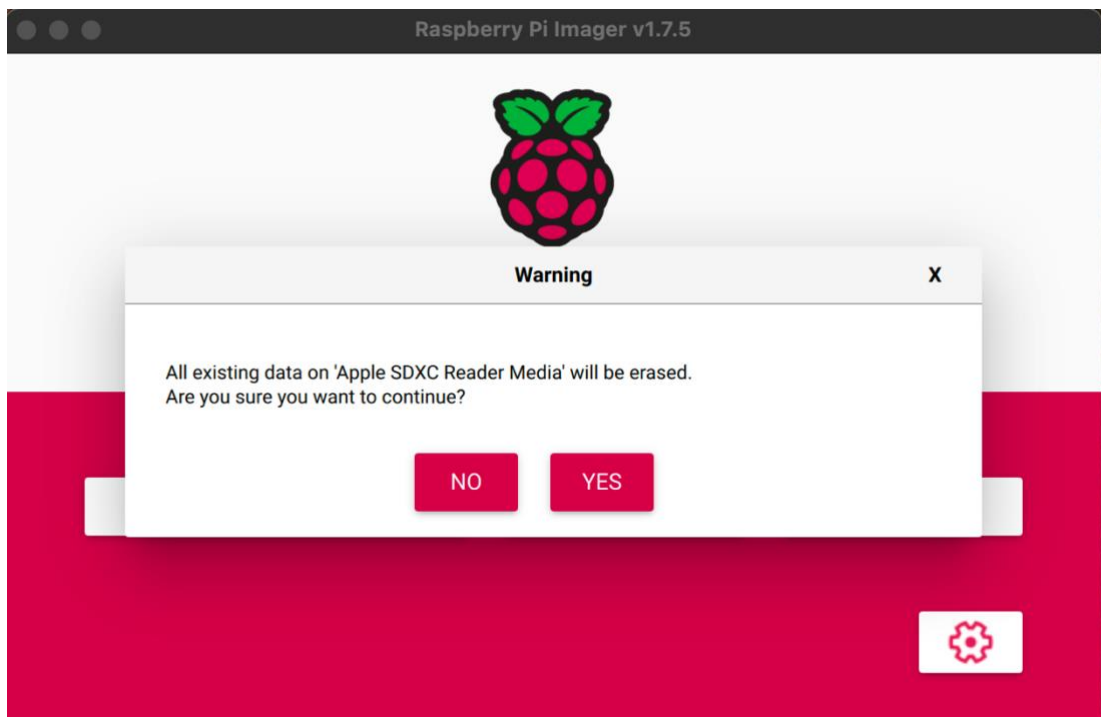 Raspberry Pi Imager v1.7.5
Warning
X
All existing data on 'Apple SDXC Reader Media' will be erased.
Are you sure you want to continue?
NO
YES